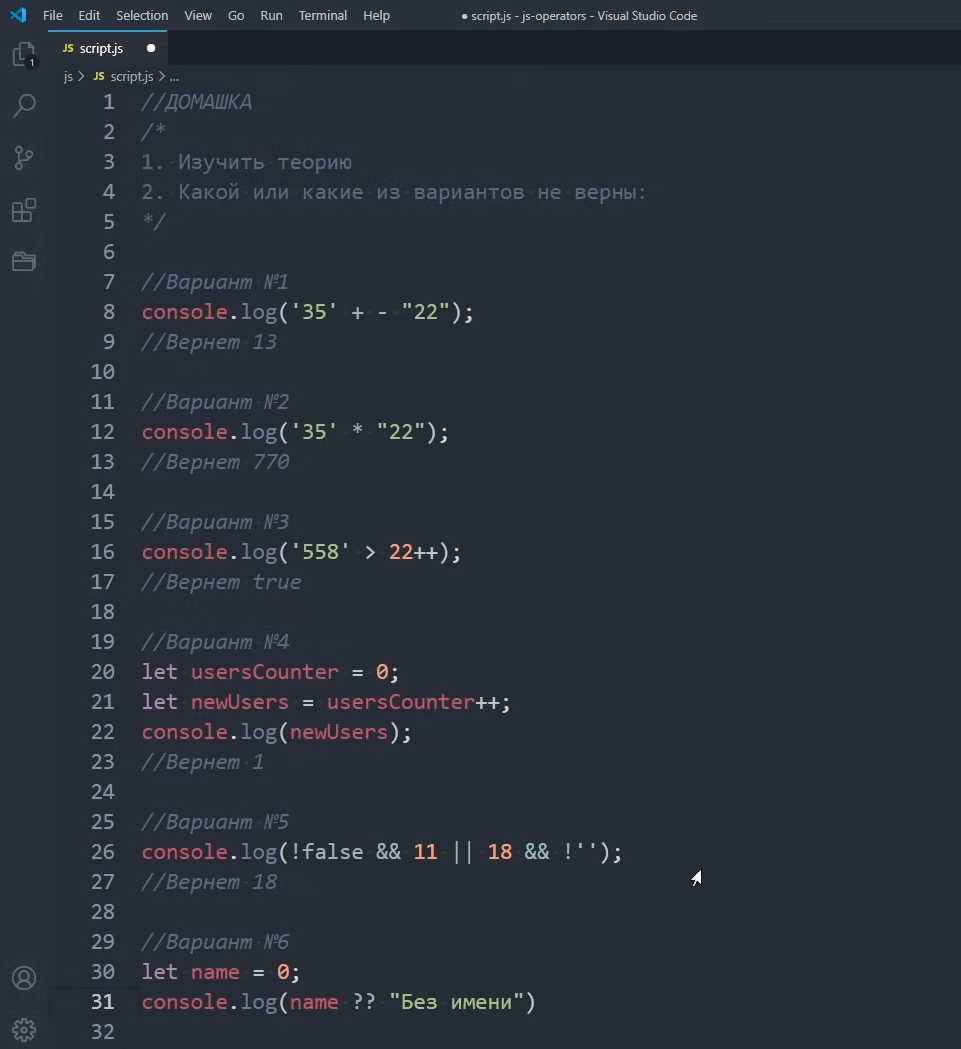 File Edit Selection View Go Run Terminal Help ● script.js - js-operators - Visual Studio Code
JS script.js ●
1
js > JS script.js > ...
1 //ДОМАШКА
2 /*
3 1. Изучить теорию
4 2. Какой или какие из вариантов не верны:
5 */
6
7 //Вариант №1
8 console.log('35' + - "22");
9 //Вернет 13
10
11 //Вариант №2
12 console.log('35' * "22");
13 //Вернет 770
14
15 //Вариант №3
16 console.log('558' > 22++);
17 //Вернет true
18
19 //Вариант №4
20 let usersCounter = 0;
21 let newUsers = usersCounter++;
22 console.log(newUsers);
23 //Вернет 1
24
25 //Вариант №5
26 console.log(!false && 11 || 18 && !'');
27 //Вернет 18
28
29 //Вариант №6
30 let name = 0;
31 console.log(name ?? "Без имени")
32